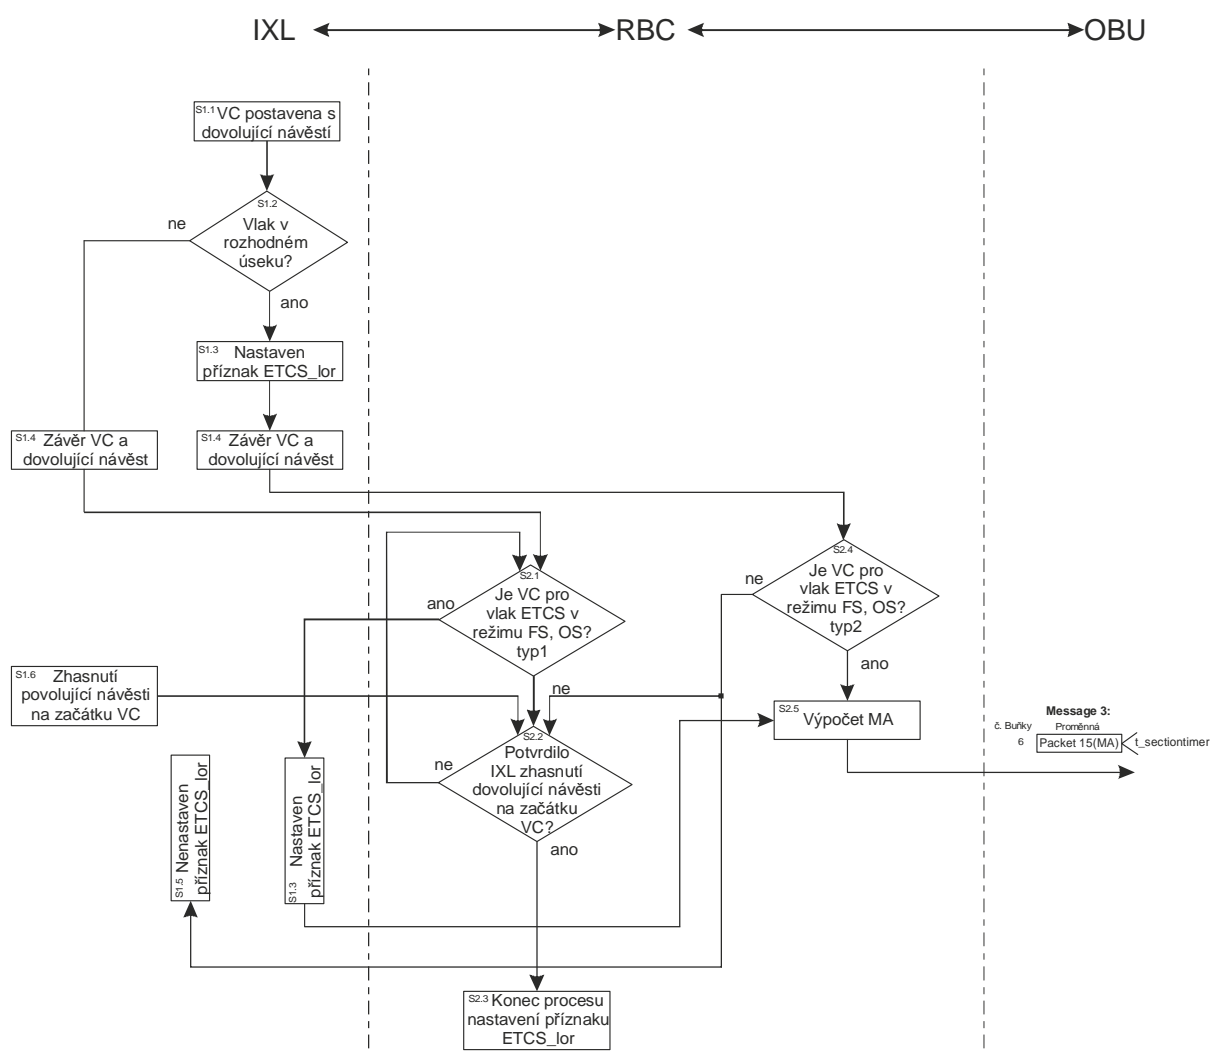 IXL
RBC
OBU
S1.1 VC postavena s
dovolující návěstí
S1.2
Vlak v
rozhodném
úseku?
ne
ano
S1.3 Nastaven
příznak ETCS_lor
S1.4 Závěr VC a
dovolující návěst
S1.4 Závěr VC a
dovolující návěst
S2.4
Je VC pro
vlak ETCS v
režimu FS, OS?
typ2
ne
ano
S2.1
Je VC pro
vlak ETCS v
režimu FS, OS?
typ1
ano
ne
S1.6 Zhasnutí
povolující návěsti
na začátku VC
S2.5 Výpočet MA
Message 3:
č. Buňky
Proměnná
6
Packet 15(MA)
t_sectiontimer
S2.2
Potvrdilo
IXL zhasnutí
dovolující návěsti
na začátku
VC?
ne
ano
S1.5 Nenastaven
příznak ETCS_lor
S1.3 Nastaven
příznak ETCS_lor
S2.3 Konec procesu
nastavení příznaku
ETCS_lor